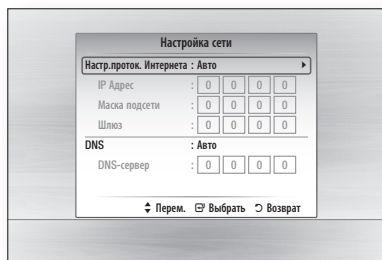 Настройка сети
Настр.проток. Интернета : Авто
IP Адрес : 0 0 0 0
Маска подсети : 0 0 0 0
Шлюз : 0 0 0 0
DNS : Авто
DNS-сервер : 0 0 0 0
Перем. Выбрать Возврат